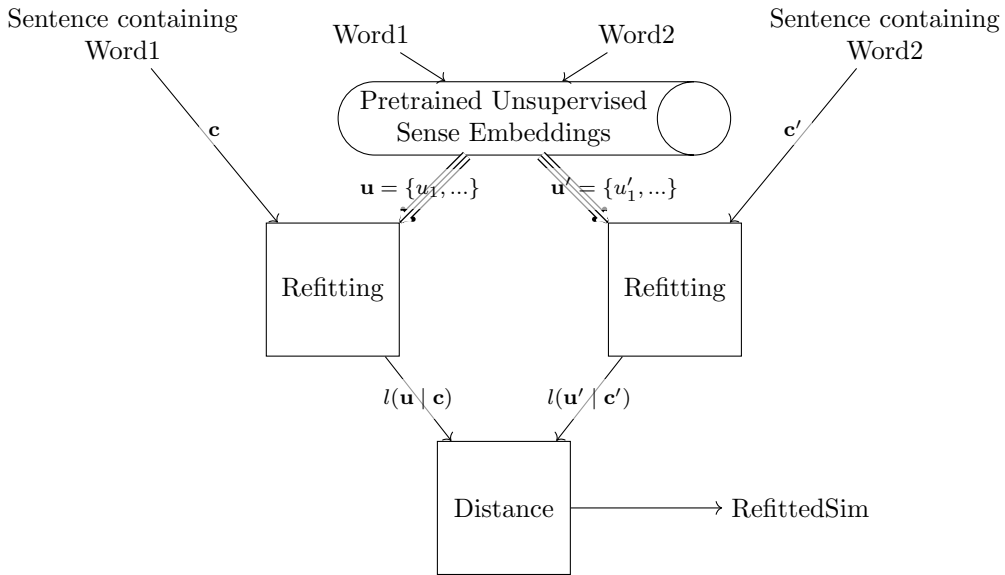 Sentence containing
Word1
Word1
Word2
Sentence containing
Word2
Pretrained Unsupervised
Sense Embeddings
c
c′
u = {u₁, ...}
u′ = {u′₁, ...}
Refitting
Refitting
l(u | c)
l(u′ | c′)
Distance
RefittedSim